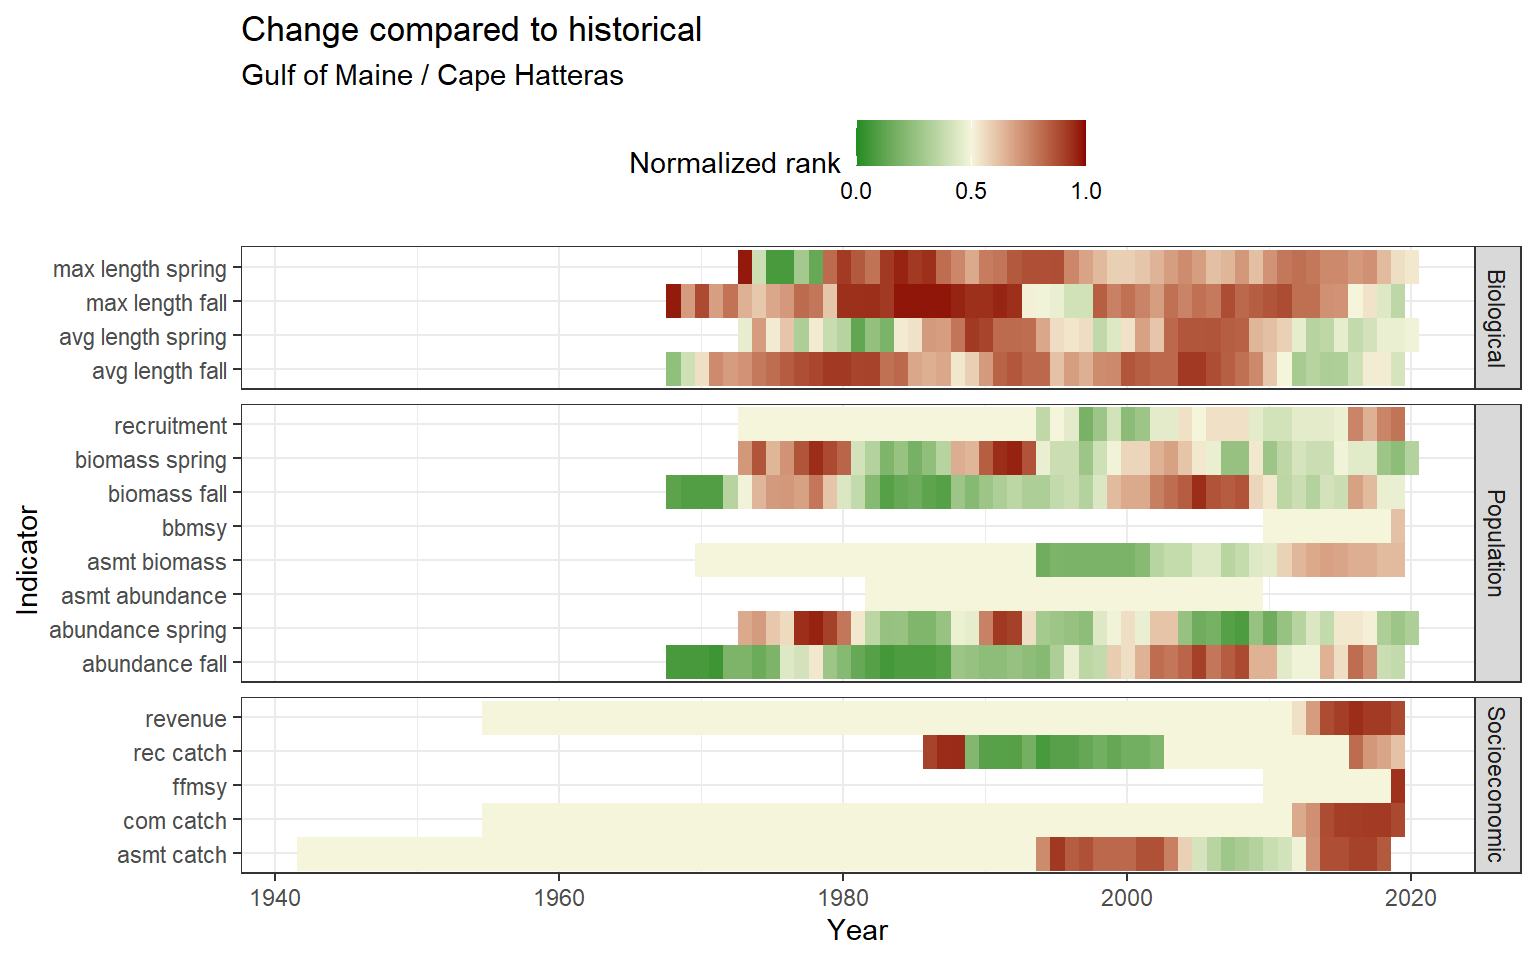 Change compared to historical
Gulf of Maine / Cape Hatteras
Normalized rank
0.0 0.5 1.0
max length spring
max length fall
avg length spring
avg length fall
Biological
recruitment
biomass spring
biomass fall
bbmsy
asmt biomass
asmt abundance
abundance spring
abundance fall
Population
revenue
rec catch
ffmsy
com catch
asmt catch
Socioeconomic
Indicator
1940 1960 1980 2000 2020
Year